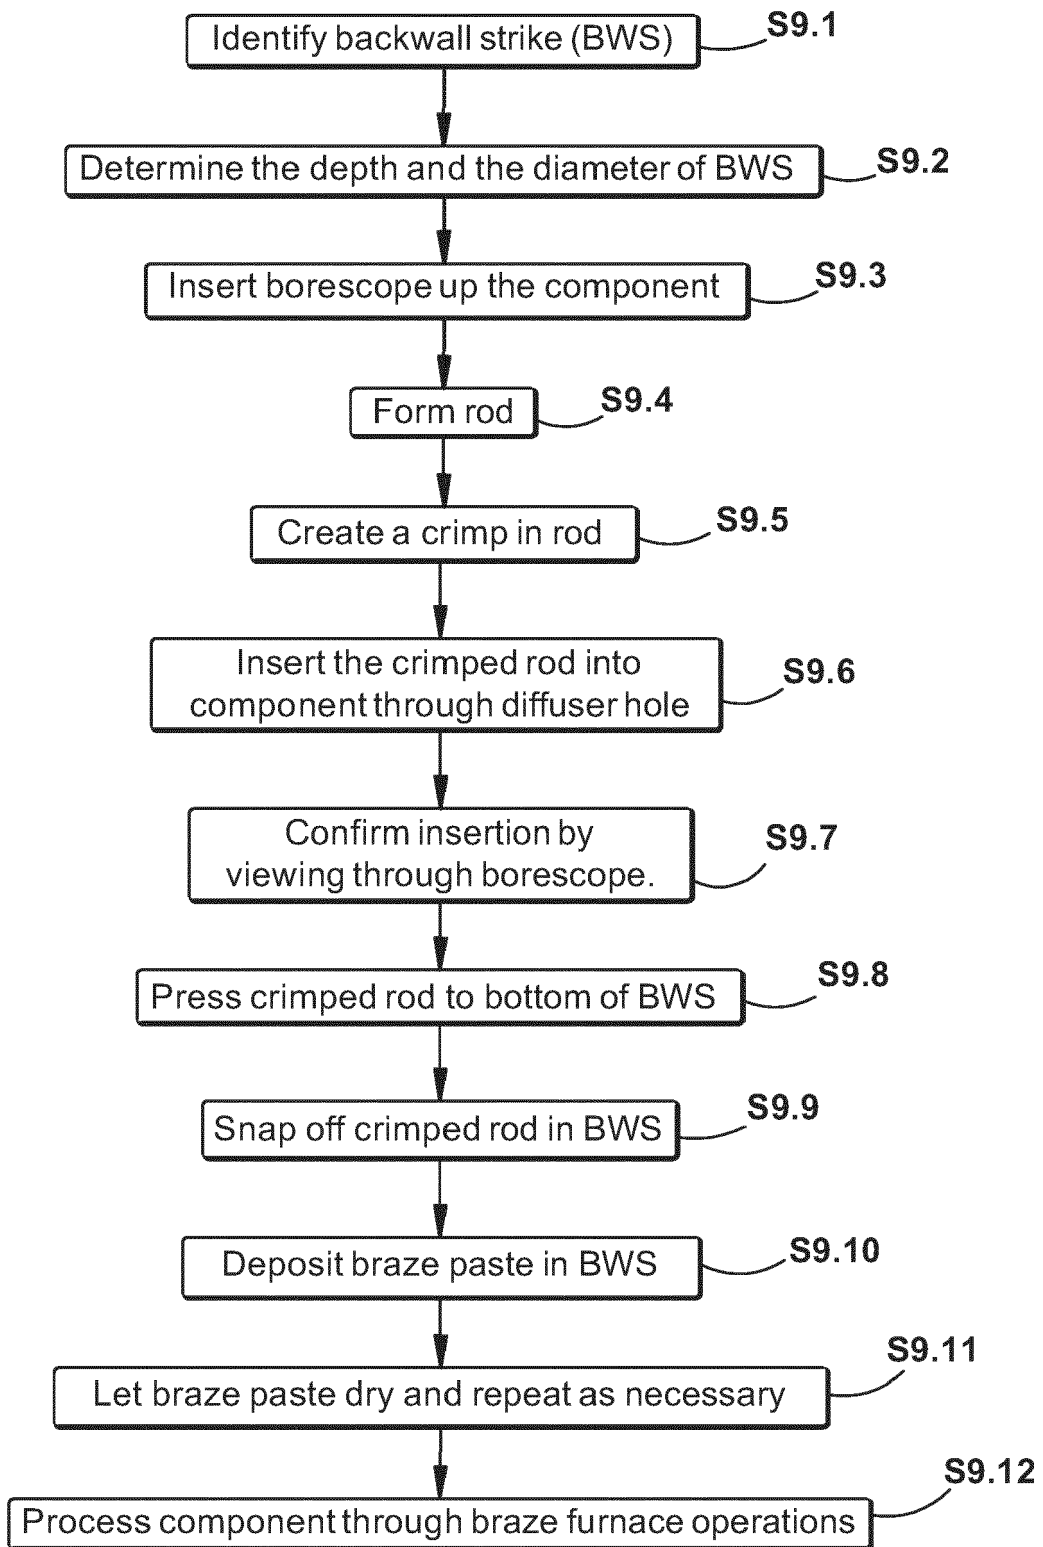 Identify backwall strike (BWS)
S9.1
Determine the depth and the diameter of BWS
S9.2
Insert borescope up the component
S9.3
Form rod
S9.4
Create a crimp in rod
S9.5
Insert the crimped rod into
component through diffuser hole
S9.6
Confirm insertion by
viewing through borescope.
S9.7
Press crimped rod to bottom of BWS
S9.8
Snap off crimped rod in BWS
S9.9
Deposit braze paste in BWS
S9.10
Let braze paste dry and repeat as necessary
S9.11
Process component through braze furnace operations
S9.12